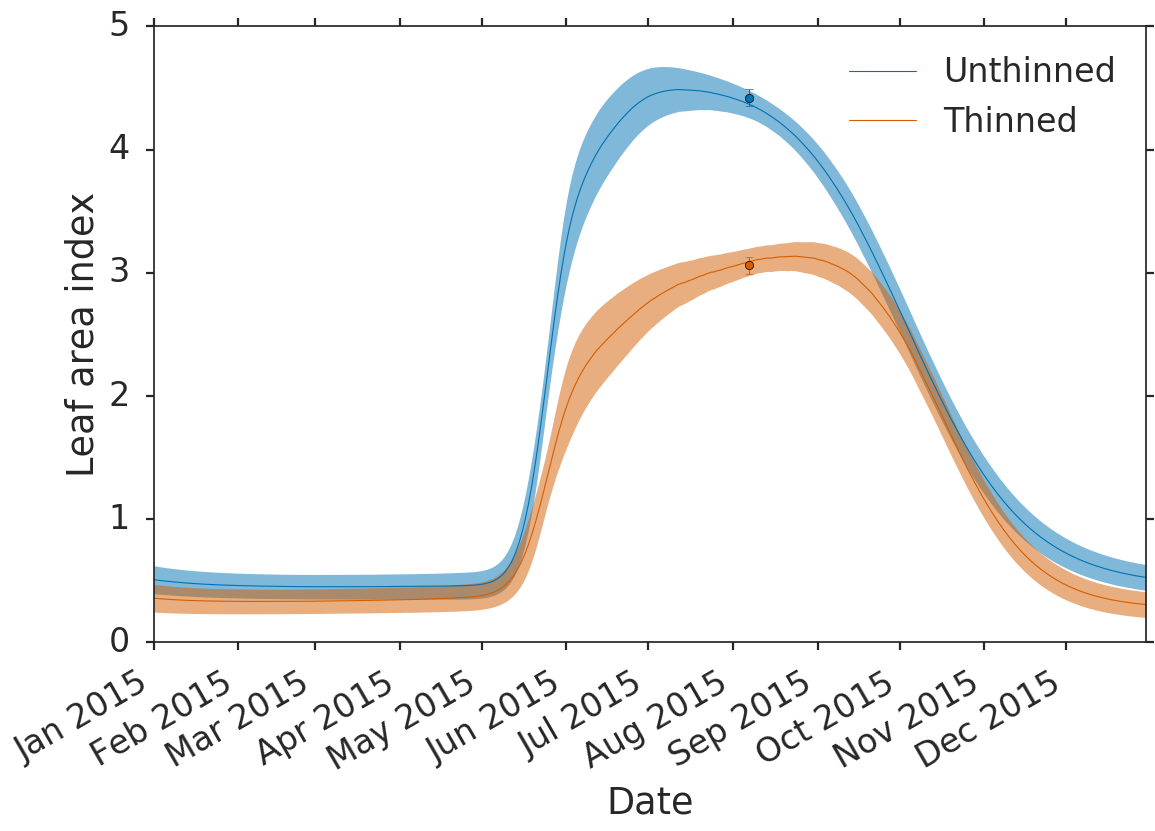 5
4
3
2
1
0
Leaf area index
Unthinned
Thinned
Jan 2015
Feb 2015
Mar 2015
Apr 2015
May 2015
Jun 2015
Jul 2015
Aug 2015
Sep 2015
Oct 2015
Nov 2015
Dec 2015
Date